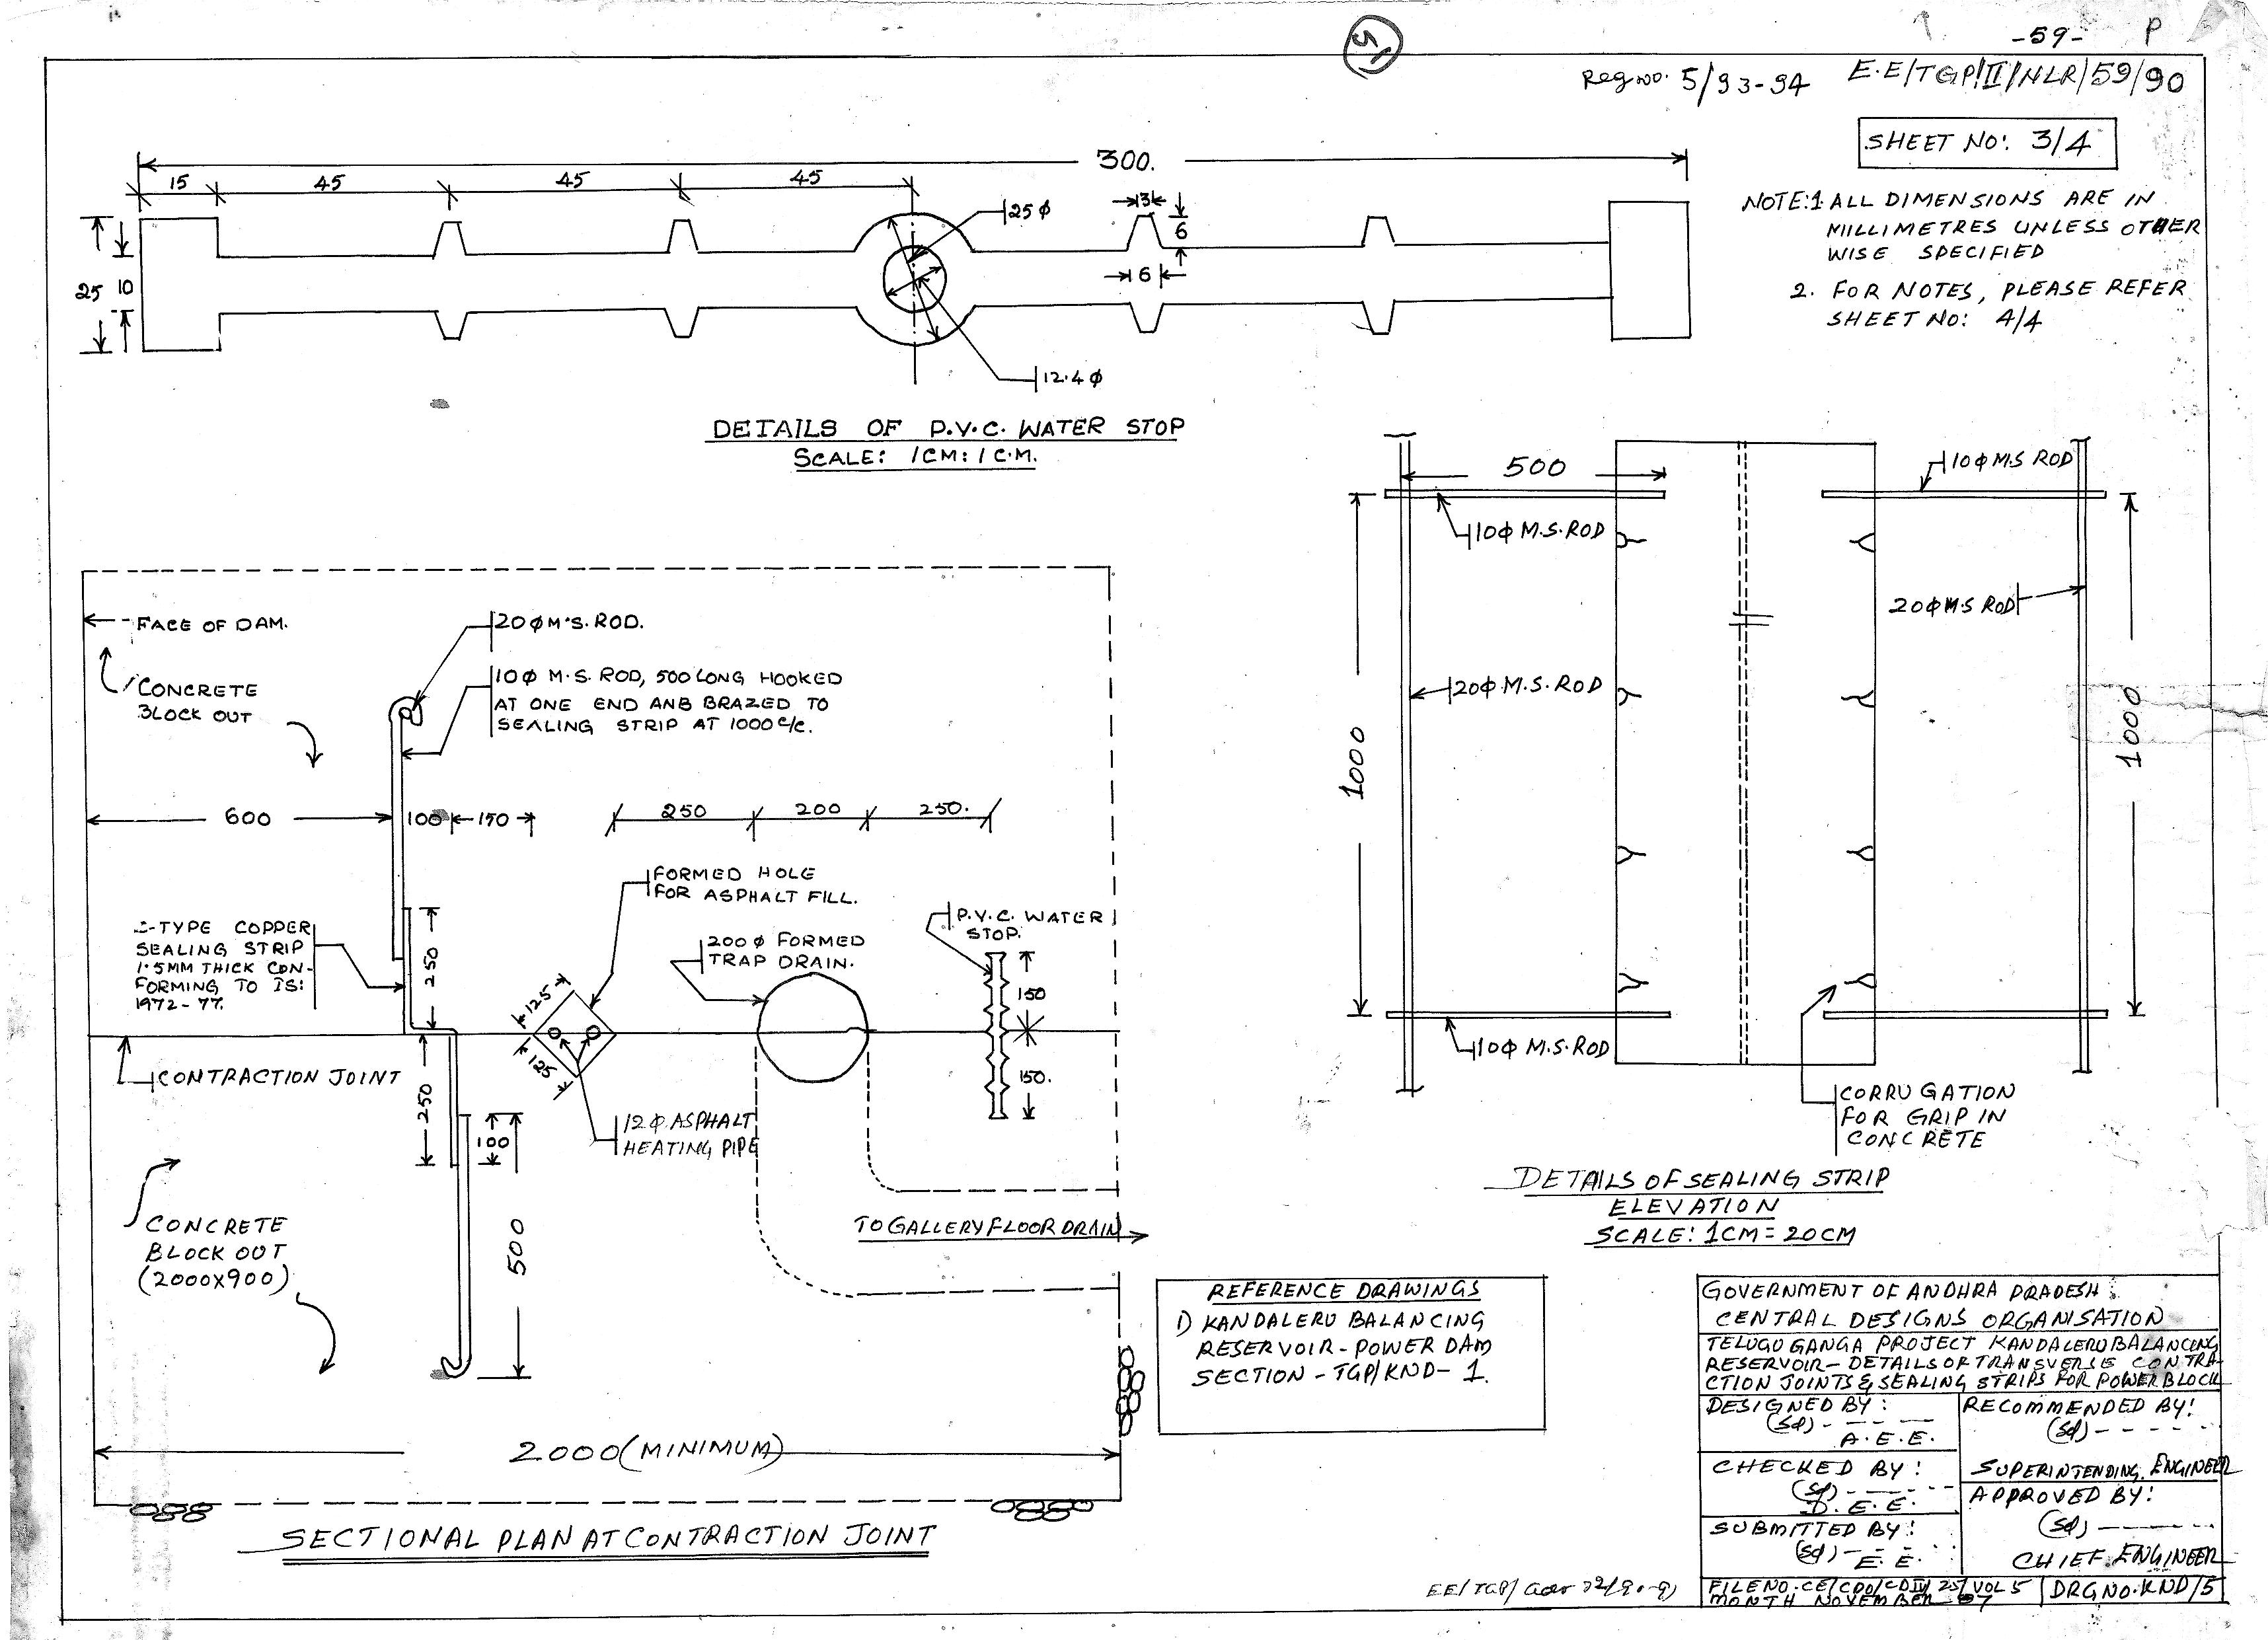 -59- P
51
Reg no. 5/93-94 E.E/TGP/II/NLR/59/90
SHEET NO: 3/4
NOTE:1 ALL DIMENSIONS ARE IN
MILLIMETRES UNLESS OTHER
WISE SPECIFIED
2. FOR NOTES, PLEASE REFER
SHEET NO: 4/4
300.
15 45 45 45
25φ
3
6
6
25 10
12.4φ
DETAILS OF P.V.C. WATER STOP
SCALE: 1CM:1C.M.
500
10φ M.S ROD
10φ M.S.ROD
20φ M.S ROD
20φ.M.S.ROD
1000
1000
10φ M.S.ROD
CORRUGATION
FOR GRIP IN
CONCRETE
DETAILS OF SEALING STRIP
ELEVATION
SCALE: 1CM=20CM
FACE OF DAM.
CONCRETE
BLOCK OUT
20φM.S.ROD.
10φ M.S.ROD, 500 LONG HOOKED
AT ONE END ANB BRAZED TO
SEALING STRIP AT 1000 C/C.
600 100 150
250 200 250.
FORMED HOLE
FOR ASPHALT FILL.
-TYPE COPPER
SEALING STRIP
1.5MM THICK CON-
FORMING TO IS:
1972-77.
250
200φ FORMED
TRAP DRAIN.
P.V.C. WATER
STOP.
125
125
150
150.
CONTRACTION JOINT
250
100
500
12φ ASPHALT
HEATING PIPE
CONCRETE
BLOCK OUT
(2000X900)
TO GALLERY FLOOR DRAIN
2000(MINIMUM)
SECTIONAL PLAN AT CONTRACTION JOINT
REFERENCE DRAWINGS
1) KANDALERU BALANCING
RESERVOIR-POWER DAM
SECTION-TGP/KND-1.
GOVERNMENT OF ANDHRA PRADESH
CENTRAL DESIGNS ORGANISATION
TELUGU GANGA PROJECT KANDALERU BALANCING
RESERVOIR-DETAILS OF TRANSVERSE CONTRA-
CTION JOINTS & SEALING STRIPS FOR POWER BLOCK
DESIGNED BY:
(sd)-
A.E.E.
RECOMMENDED BY:
(sd)-
SUPERINTENDING ENGINEER
CHECKED BY:
(sd)-
D.E.E.
APPROVED BY:
(sd)-
CHIEF ENGINEER
SUBMITTED BY:
(sd)-
E.E.
EE/TGP/
FILE NO.CE/CDO/CDIV/25/VOL 5
MONTH NOVEMBER
DRG NO.KND/5